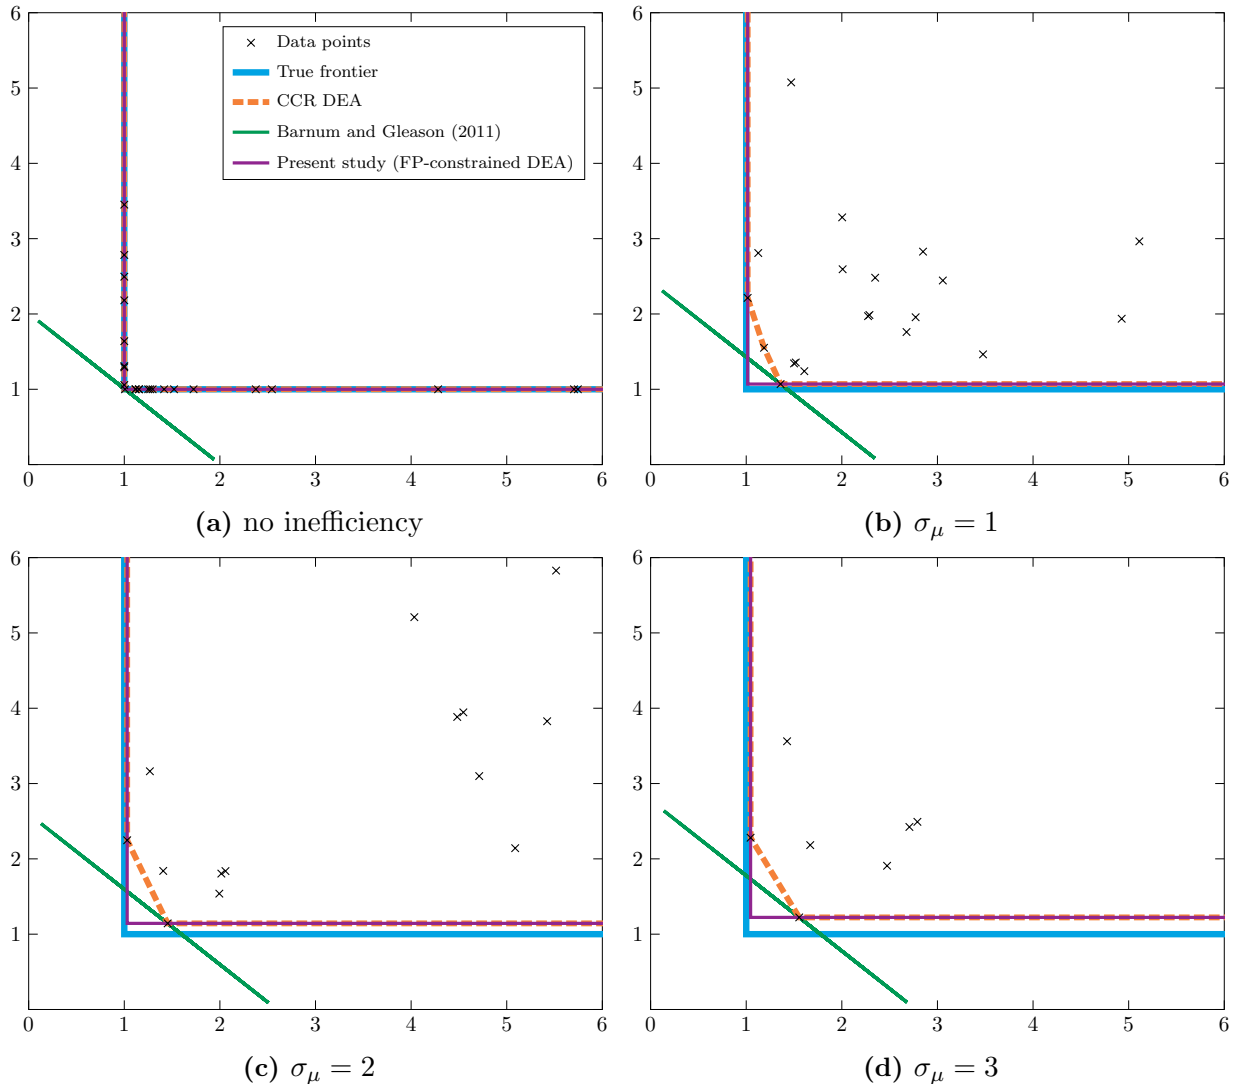 6
5
4
3
2
1
0 1 2 3 4 5 6
Data points
True frontier
CCR DEA
Barnum and Gleason (2011)
Present study (FP-constrained DEA)
(a) no inefficiency
6
5
4
3
2
1
0 1 2 3 4 5 6
(b) σμ = 1
6
5
4
3
2
1
0 1 2 3 4 5 6
(c) σμ = 2
6
5
4
3
2
1
0 1 2 3 4 5 6
(d) σμ = 3